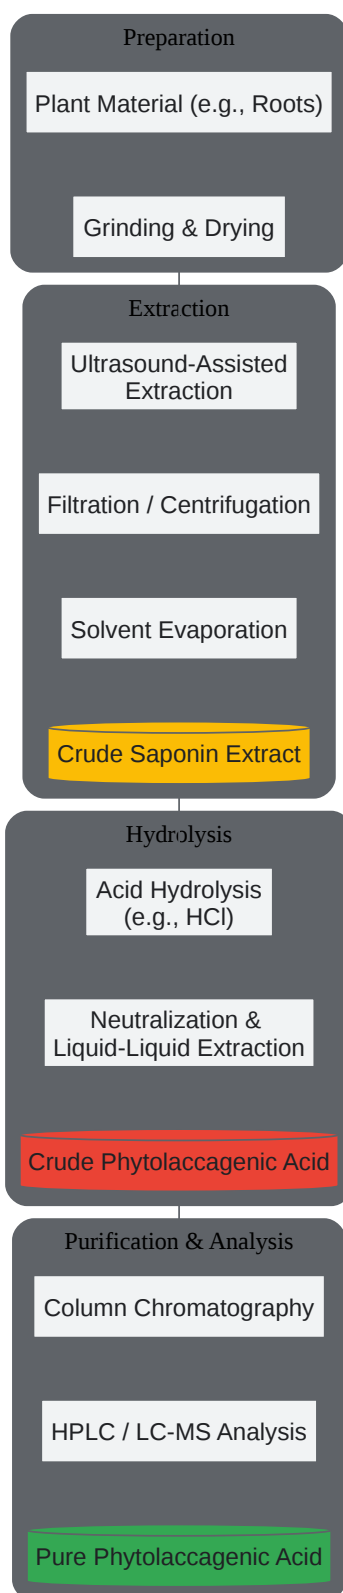 Preparation
Plant Material (e.g., Roots)
Grinding & Drying
Extraction
Ultrasound-Assisted
Extraction
Filtration / Centrifugation
Solvent Evaporation
Crude Saponin Extract
Hydrolysis
Acid Hydrolysis
(e.g., HCl)
Neutralization &
Liquid-Liquid Extraction
Crude Phytolaccagenic Acid
Purification & Analysis
Column Chromatography
HPLC / LC-MS Analysis
Pure Phytolaccagenic Acid